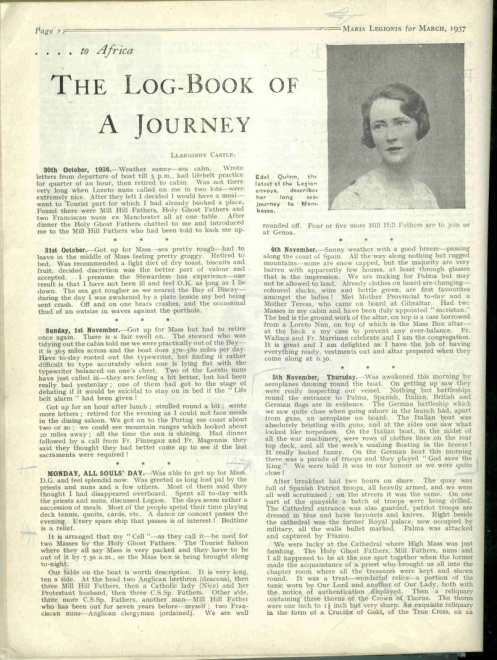 MARIA LEGIONIS for MARCH, 1937
. . . . to Africa
THE LOG-BOOK OF
A JOURNEY
LLANGIBBY CASTLE.
30th October, 1936.—Weather sunny—sea calm. Wrote
letters from departure of boat till 5 p.m., had lifebelt practice
for quarter of an hour, then retired to cabin. Was not there
very long when Loreto nuns called on me in two lots—were
extremely nice. After they left I decided I would have a meal—
went to Tourist part for which I had already booked a place.
Found there were Mill Hill Fathers, Holy Ghost Fathers and
two Franciscan nuns ex Manchester all at one table. After
dinner the Holy Ghost Fathers chatted to me and introduced
me to the Mill Hill Fathers who had been told to look me up.
* * *
31st October.—Got up for Mass—sea pretty rough—had to
leave in the middle of Mass feeling pretty groggy. Retired to
bed. Was recommended a light diet of dry toast, biscuits and
fruit, decided discretion was the better part of valour and
accepted. I presume the Stewardess has experience—one
result is that I have not been ill and feel O.K. as long as I lie
down. The sea got rougher as we neared the Bay of Biscay—
during the day I was awakened by a plate beside my bed being
sent crash. Off and on one hears crashes, and the occasional
thud of an outsize in waves against the porthole.
* * *
Sunday, 1st November.—Got up for Mass but had to retire
once again. There is a fair swell on. The steward who was
tidying out the cabin told me we were practically out of the Bay—
it is 360 miles across and the boat does 350-360 miles per day.
Have to-day rooted out the typewriter, but finding it rather
difficult to type accurately when one is lying flat with the
typewriter balanced on one's chest. Two of the Loreto nuns
have just called in—they are feeling a bit better, but had been
really bad yesterday; one of them had got to the stage of
debating if it would be suicidal to stay on in bed if the " Life
belt alarm " had been given!
Got up for an hour after lunch; strolled round a bit; wrote
more letters; retired for the evening as I could not face meals
in the dining saloon. We got on to the Portug ese coast about
two or so; we could see mountain ranges which looked about
20 miles away; all the time the sun was shining. Had dinner
followed by a call from Fr. Finnegan and Fr. Magennis they
said they thought they had better come up to see if the last
sacraments were required!
* * *
MONDAY, ALL SOULS' DAY.—Was able to get up for Mass,
D.G. and feel splendid now. Was greeted as long lost pal by the
priests and nuns and a few others. Most of them said they
thought I had disappeared overboard. Spent all to-day with
the priests and nuns, discussed Legion. The days seem rather a
succession of meals. Most of the people spend their time playing
deck tennis, quoits, cards, etc. A dance or concert passes the
evening. Every spare ship that passes is of interest! Bedtime
is a relief.
It is arranged that my " Cell "—as they call it—be used for
two Masses by the Holy Ghost Fathers. The Tourist Saloon
where they all say Mass is very packed and they have to be
out of it by 7.30 a.m., so the Mass box is being brought along
to-night.
Our table on the boat is worth description. It is very long,
ten a side. At the head two Anglican brethren (deacons), then
three Mill Hill Fathers, then a Catholic lady (Nice) and her
Protestant husband, then three C.S.Sp. Fathers. Other side,
three more C.S.Sp. Fathers, another man—Mill Hill Father
who has been out for seven years before—myself; two Fran-
ciscan nuns—Anglican clergyman [ordained]. We are well
Edel Quinn, the
latest of the Legion
envoys, describes
her long sea-
journey to Mom-
basa.
rounded off. Four or five more Mill Hill Fathers are to join us
at Genoa.
* * *
4th November.—Sunny weather with a good breeze—passing
along the coast of Spain. All the way along nothing but rugged
mountains—some are snow capped, but the majority are very
barren with apparently few houses, at least through glasses
that is the impression. We are making for Palma but may
not be allowed to land. Already clothes on board are changing—
coloured slacks, wine and bottle green, are first favourites
amongst the ladies! Met Mother Provincial to-day and a
Mother Teresa, who came on board at Gibraltar. Had two
Masses in my cabin and have been duly appointed " sacristan."
The bed is the ground work of the altar, on top is a case borrowed
from a Loreto Nun, on top of which is the Mass Box altar—
at the back s my case to prevent any over-balance. Fr.
Wallace and Fr. Martinan celebrate and I am the congregation.
It is great and I am delighted as I have the job of having
everything ready, vestments out and altar prepared when they
come along at 6.30.
* * *
5th November, Thursday.—Was awakened this morning by
aeroplanes droning round the boat. On getting up saw they
were really inspecting our vessel. Nothing but battleships
round the entrance to Palma, Spanish, Italian, British and
German flags are in evidence. The German battleship which
we saw quite close when going ashore in the launch had, apart
from guns, an aeroplane on board. The Italian boat was
absolutely bristling with guns, and at the sides one saw what
looked like torpedoes. On the Italian boat, in the midst of
all the war machinery, were rows of clothes lines on the rear
top deck, and all the week's washing floating in the breeze!
It really looked funny. On the German boat this morning
there was a parade of troops and they played " God save the
King." We were told it was in our honour as we were quite
close!
After breakfast had two hours on shore. The quay was
full of Spanish Patriot troops, all heavily armed, and we were
all well scrutinised; on the streets it was the same. On one
part of the quayside a batch of troops were being drilled.
The Cathedral entrance was also guarded, patriot troops are
dressed in blue and have bayonets and knives. Right beside
the cathedral was the former Royal palace, now occupied by
military, all the walls bullet marked. Palma was attacked
and captured by Franco.
We were lucky at the Cathedral where High Mass was just
finishing. The Holy Ghost Fathers, Mill Fathers, nuns and
I all happened to be at the one spot together when the former
made the acquaintance of a priest who brought us all into the
chapter room where all the treasures were kept and shown
round. It was a treat—wonderful relics—a portion of the
tunic worn by Our Lord and another of Our Lady, both with
the notice of authentication displayed. Then a reliquary
containing three thorns of the Crown of Thorns. The thorns
were one inch to 1½ inch but very sharp. An exquisite reliquary
in the form of a Crucifix of Gold, of the True Cross, on an